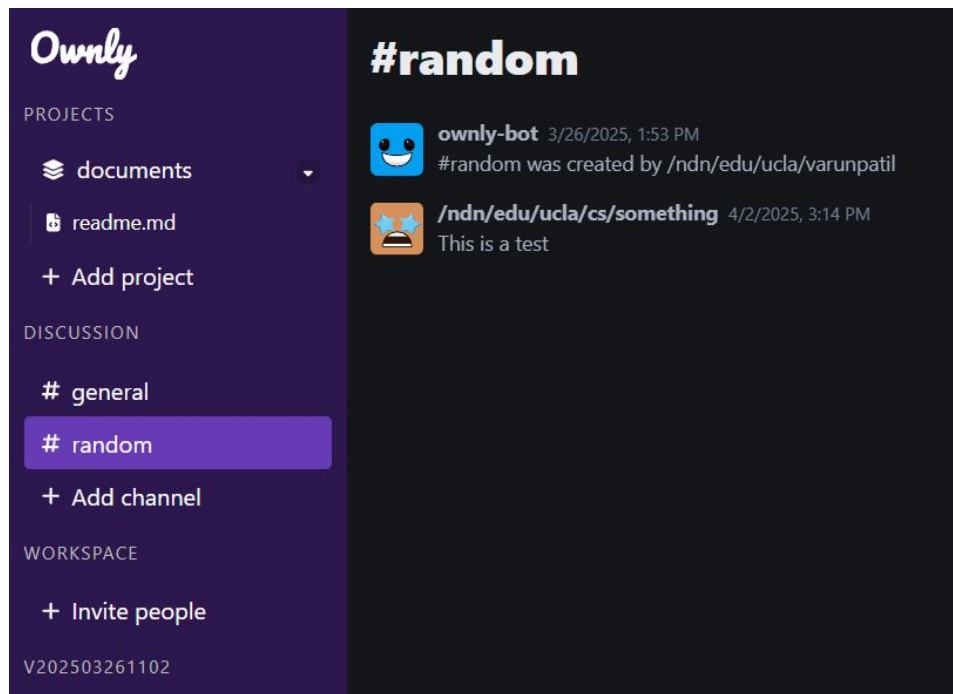 Ownly
PROJECTS
documents
readme.md
+ Add project
DISCUSSION
# general
# random
+ Add channel
WORKSPACE
+ Invite people
V202503261102
#random
ownly-bot 3/26/2025, 1:53 PM
#random was created by /ndn/edu/ucla/varunpatil
/ndn/edu/ucla/cs/something 4/2/2025, 3:14 PM
This is a test